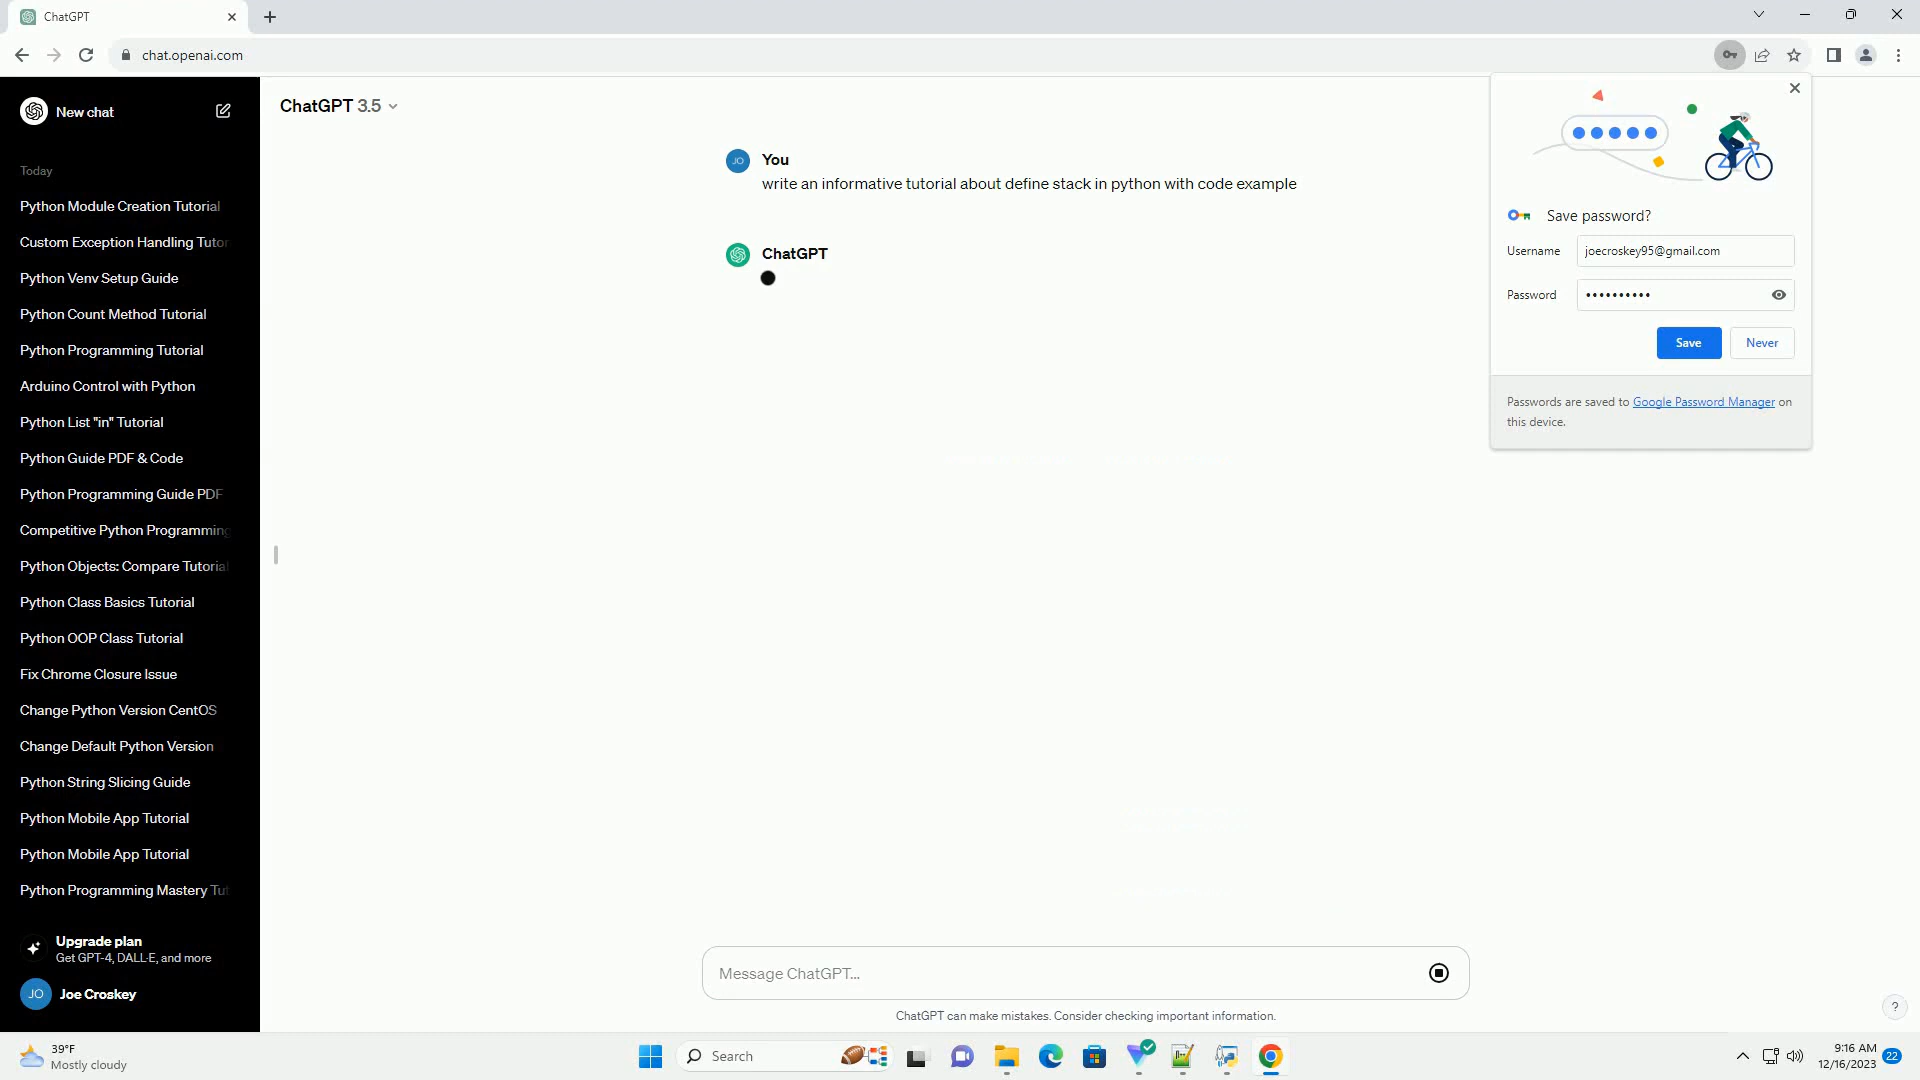 ChatGPT
chat.openai.com
New chat
Today
Python Module Creation Tutorial
Custom Exception Handling Tutor
Python Venv Setup Guide
Python Count Method Tutorial
Python Programming Tutorial
Arduino Control with Python
Python List "in" Tutorial
Python Guide PDF & Code
Python Programming Guide PDF
Competitive Python Programming
Python Objects: Compare Tutorial
Python Class Basics Tutorial
Python OOP Class Tutorial
Fix Chrome Closure Issue
Change Python Version CentOS
Change Default Python Version
Python String Slicing Guide
Python Mobile App Tutorial
Python Mobile App Tutorial
Python Programming Mastery Tut
Upgrade plan
Get GPT-4, DALL·E, and more
JO Joe Croskey
ChatGPT 3.5
JO You
write an informative tutorial about define stack in python with code example
ChatGPT
Message ChatGPT...
ChatGPT can make mistakes. Consider checking important information.
?
Save password?
Username joecroskey95@gmail.com
Password ••••••••••
Save Never
Passwords are saved to Google Password Manager on
this device.
39°F
Mostly cloudy
Search
9:16 AM
12/16/2023
22